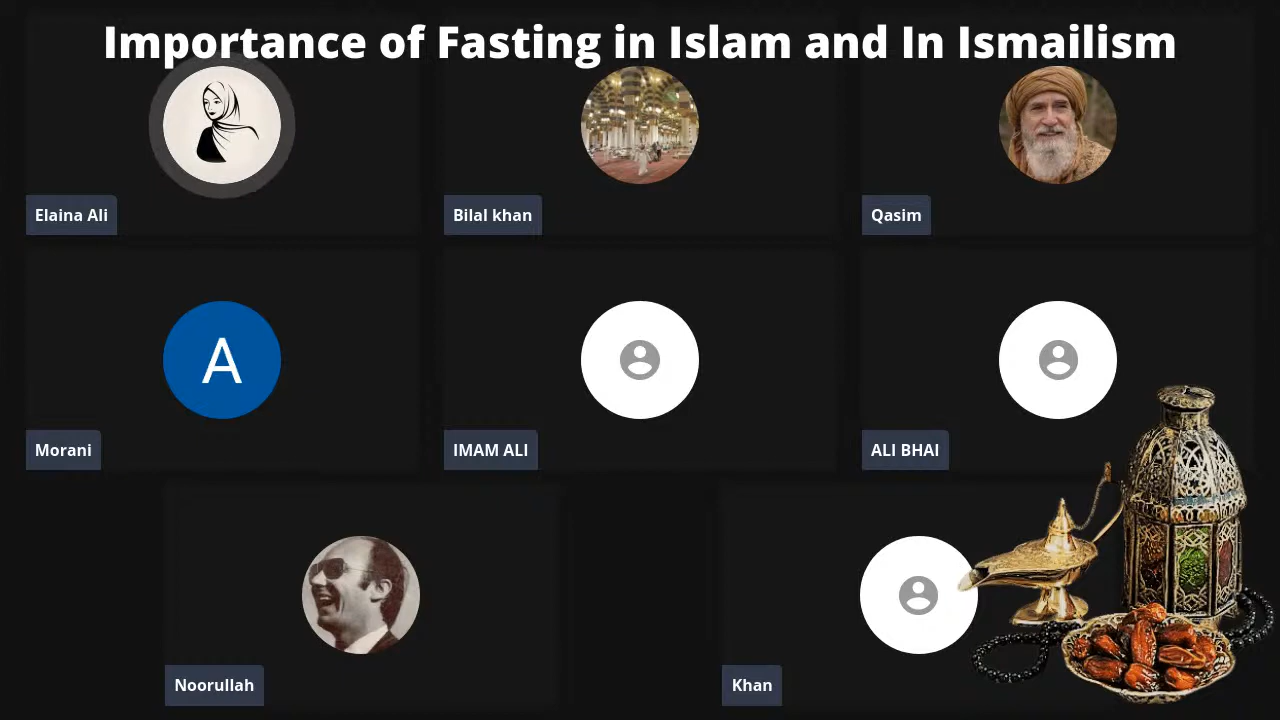 Importance of Fasting in Islam and In Ismailism
Elaina Ali
Bilal khan
Qasim
A
Morani
IMAM ALI
ALI BHAI
Noorullah
Khan